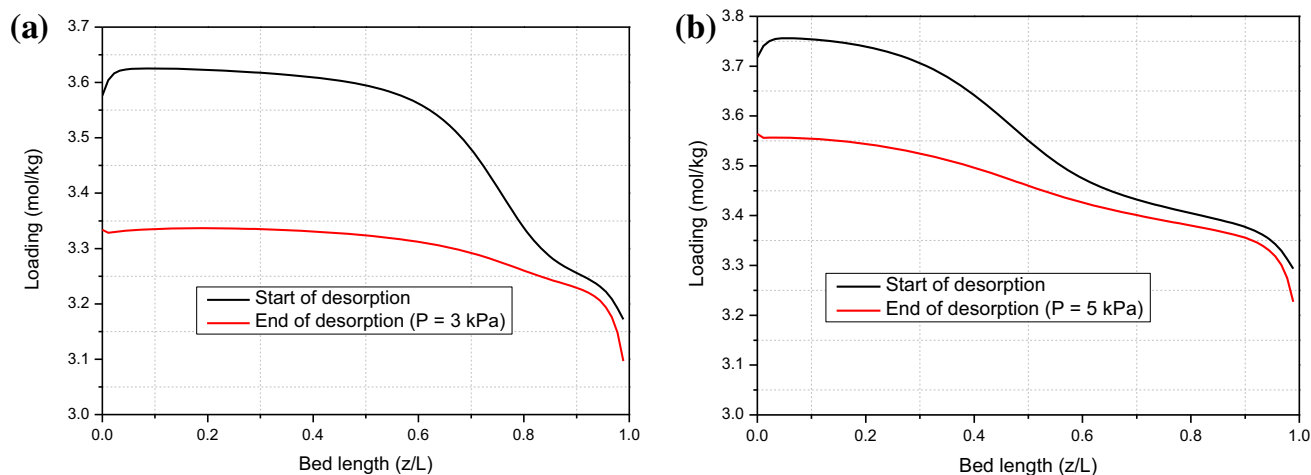 (a)
3.7
3.6
3.5
3.4
3.3
3.2
3.1
3.0
Loading (mol/kg)
Start of desorption
End of desorption (P = 3 kPa)
0.0 0.2 0.4 0.6 0.8 1.0
Bed length (z/L)
(b)
3.8
3.7
3.6
3.5
3.4
3.3
3.2
3.1
3.0
Loading (mol/kg)
Start of desorption
End of desorption (P = 5 kPa)
0.0 0.2 0.4 0.6 0.8 1.0
Bed length (z/L)